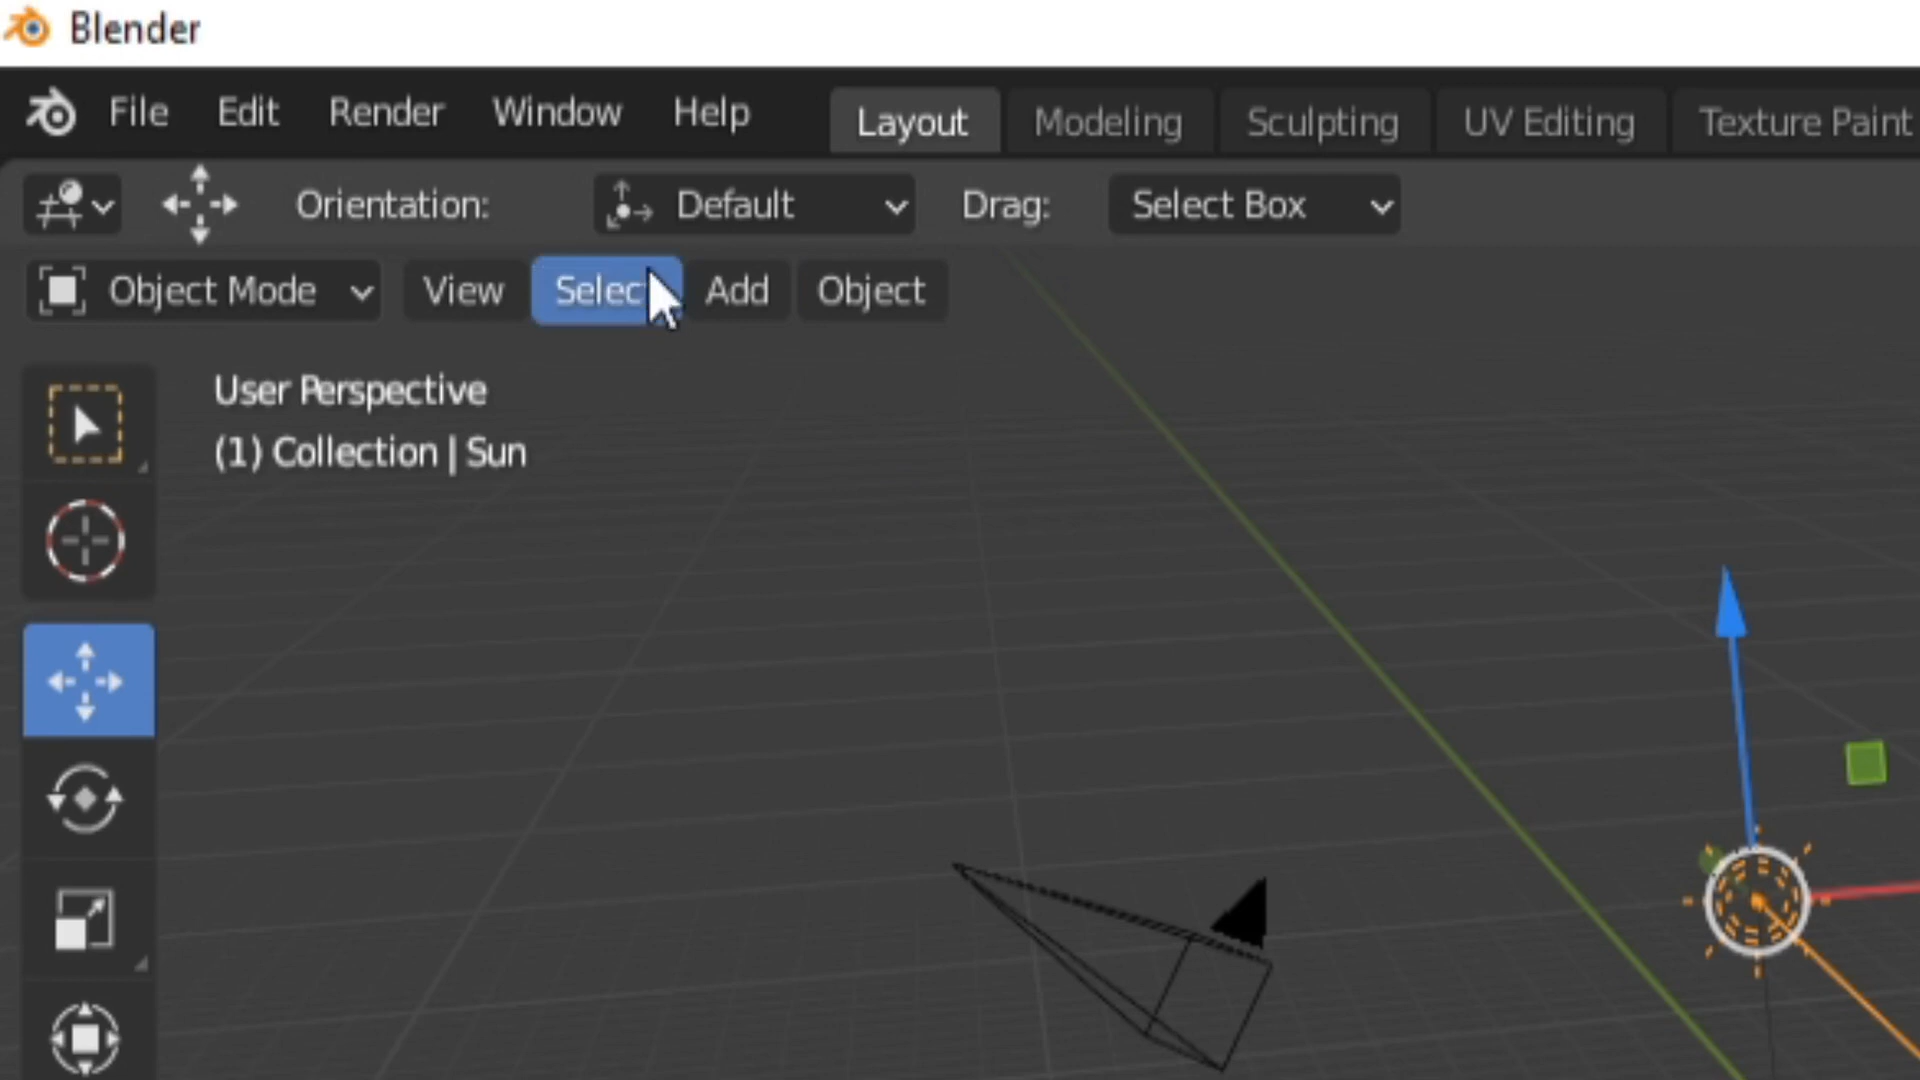 Blender
File Edit Render Window Help Layout Modeling Sculpting UV Editing Texture Paint
Orientation: Default Drag: Select Box
Object Mode View Select Add Object
User Perspective
(1) Collection | Sun